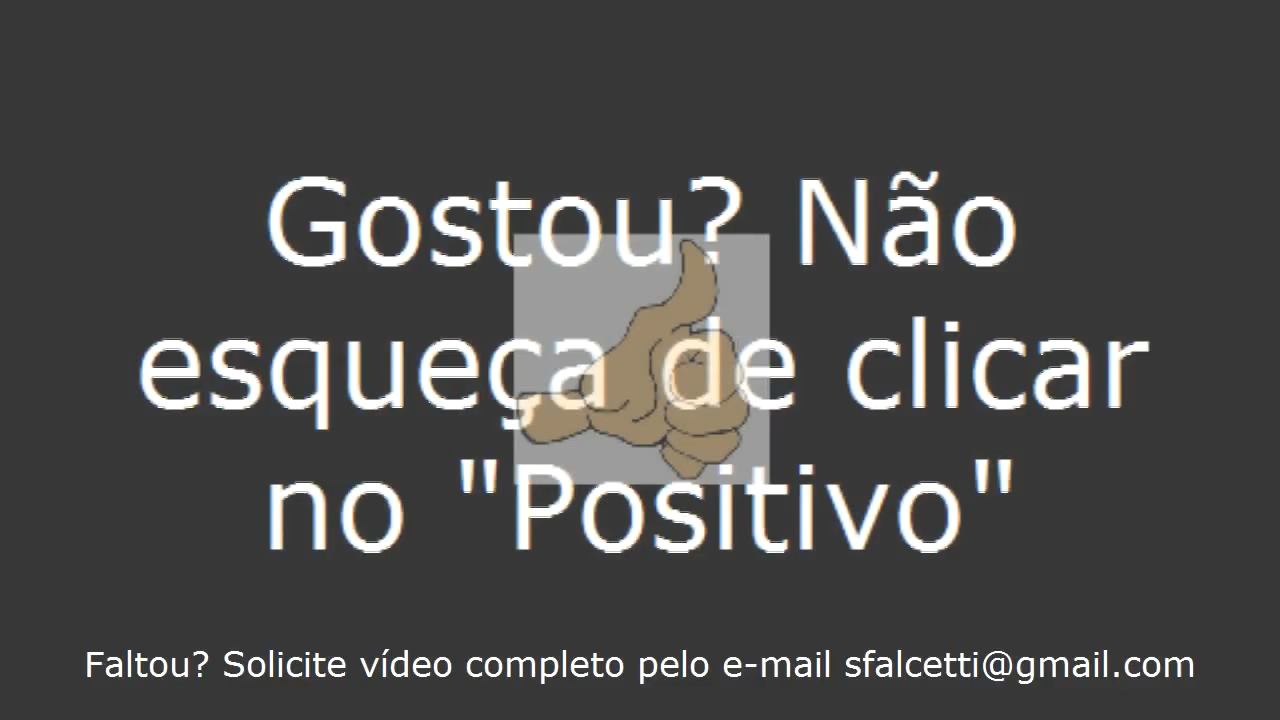 Gostou? Não
esqueça de clicar
no "Positivo"
Faltou? Solicite vídeo completo pelo e-mail sfalcetti@gmail.com